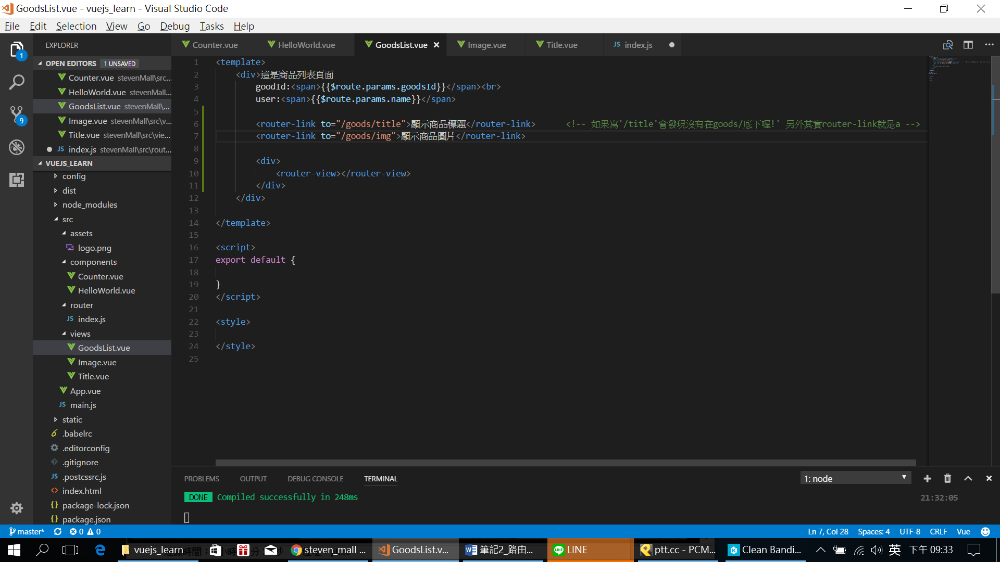 GoodsList.vue - vuejs_learn - Visual Studio Code
File Edit Selection View Go Debug Tasks Help
EXPLORER
OPEN EDITORS 1 UNSAVED
Counter.vue stevenMall\src...
HelloWorld.vue stevenMall...
GoodsList.vue stevenMall\...
Image.vue stevenMall\src\v...
Title.vue stevenMall\src\vie...
JS index.js stevenMall\src\rout...
VUEJS_LEARN
config
dist
node_modules
src
assets
logo.png
components
Counter.vue
HelloWorld.vue
router
JS index.js
views
GoodsList.vue
Image.vue
Title.vue
App.vue
JS main.js
static
.babelrc
.editorconfig
.gitignore
JS .postcssrc.js
index.html
package-lock.json
package.json
1
9
Counter.vue HelloWorld.vue GoodsList.vue Image.vue Title.vue JS index.js
1 <template>
2 <div>這是商品列表頁面
3 goodId:<span>{{$route.params.goodsId}}</span><br>
4 user:<span>{{$route.params.name}}</span>
5
6 <router-link to="/goods/title">顯示商品標題</router-link> <!-- 如果寫'/title'會發現沒有在goods/底下喔!' 另外其實router-link就是a -->
7 <router-link to="/goods/img">顯示商品圖片</router-link>
8
9 <div>
10 <router-view></router-view>
11 </div>
12 </div>
13
14 </template>
15
16 <script>
17 export default {
18
19 }
20 </script>
21
22 <style>
23
24 </style>
25
PROBLEMS OUTPUT DEBUG CONSOLE TERMINAL 1: node
DONE Compiled successfully in 248ms 21:32:05
master* 0 0 Ln 7, Col 28 Spaces: 4 UTF-8 CRLF Vue
vuejs_learn steven_mall ... GoodsList.v... 筆記2_路由... LINE ptt.cc - PCM... Clean Bandi... 英 下午 09:33